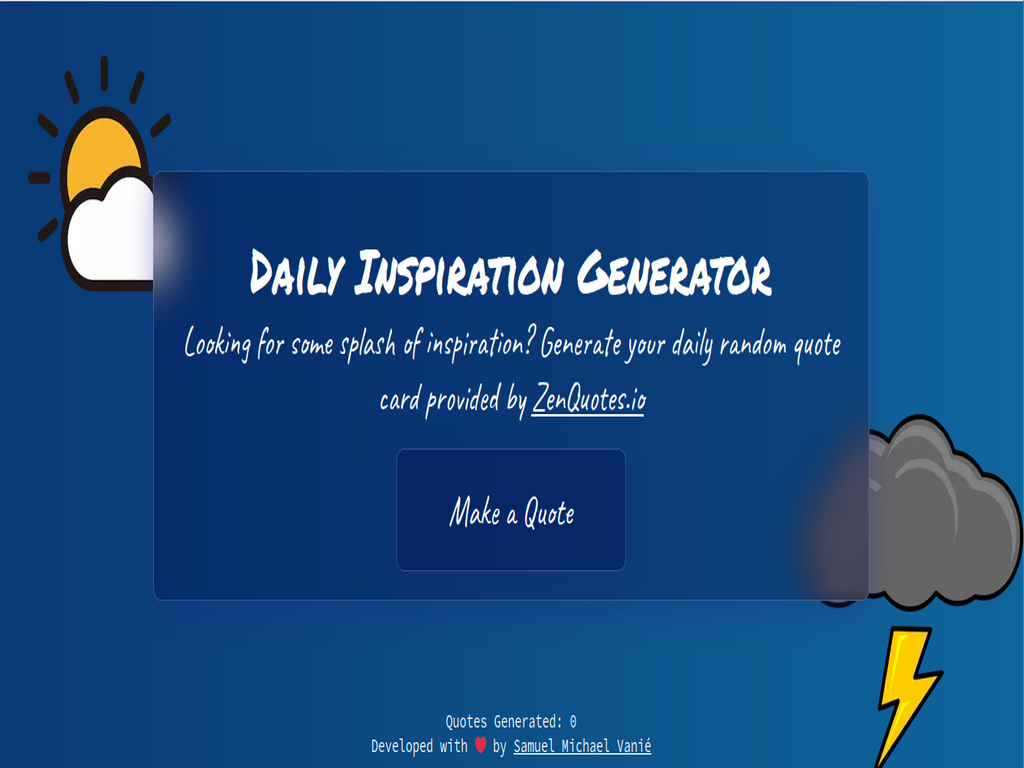 Daily Inspiration Generator
Looking for some splash of inspiration? Generate your daily random quote
card provided by ZenQuotes.io
Make a Quote
Quotes Generated: 0
Developed with ❤️ by Samuel Michael Vanié